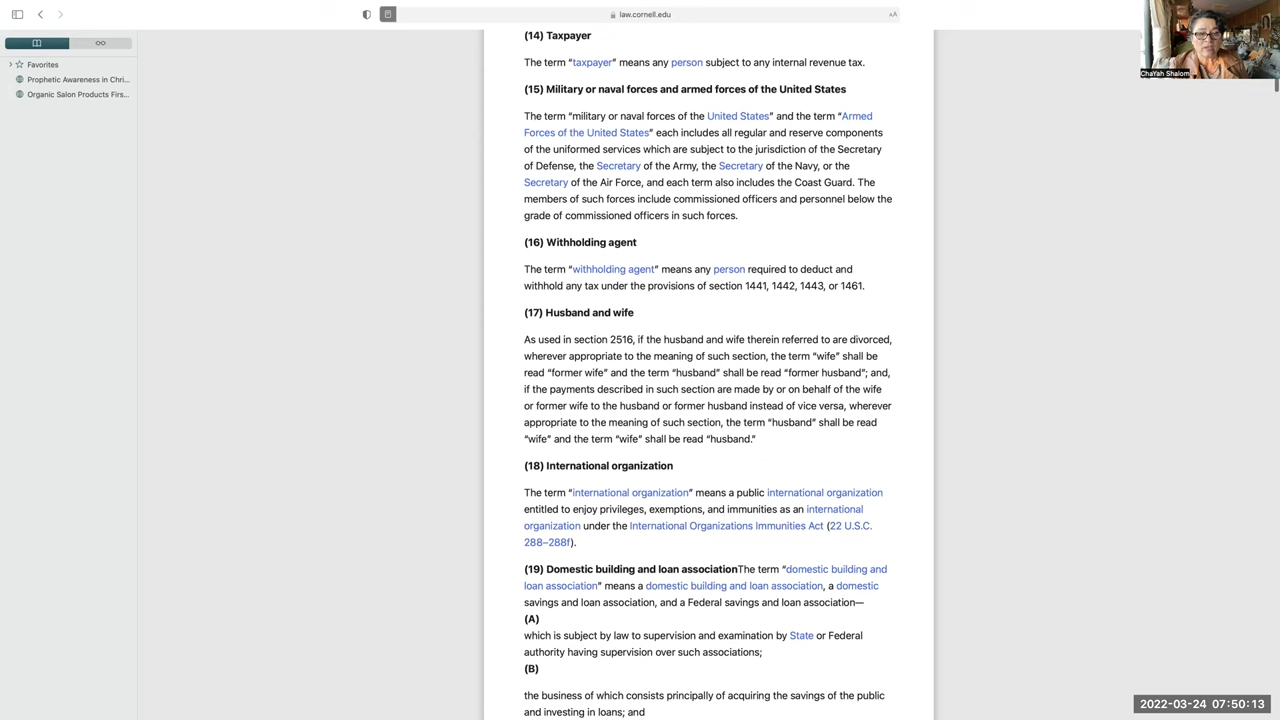 law.cornell.edu
AA
Favorites
Prophetic Awareness in Chri...
Organic Salon Products Firs...
ChaYah Shalom
(14) Taxpayer
The term “taxpayer” means any person subject to any internal revenue tax.
(15) Military or naval forces and armed forces of the United States
The term “military or naval forces of the United States” and the term “Armed
Forces of the United States” each includes all regular and reserve components
of the uniformed services which are subject to the jurisdiction of the Secretary
of Defense, the Secretary of the Army, the Secretary of the Navy, or the
Secretary of the Air Force, and each term also includes the Coast Guard. The
members of such forces include commissioned officers and personnel below the
grade of commissioned officers in such forces.
(16) Withholding agent
The term “withholding agent” means any person required to deduct and
withhold any tax under the provisions of section 1441, 1442, 1443, or 1461.
(17) Husband and wife
As used in section 2516, if the husband and wife therein referred to are divorced,
wherever appropriate to the meaning of such section, the term “wife” shall be
read “former wife” and the term “husband” shall be read “former husband”; and,
if the payments described in such section are made by or on behalf of the wife
or former wife to the husband or former husband instead of vice versa, wherever
appropriate to the meaning of such section, the term “husband” shall be read
“wife” and the term “wife” shall be read “husband.”
(18) International organization
The term “international organization” means a public international organization
entitled to enjoy privileges, exemptions, and immunities as an international
organization under the International Organizations Immunities Act (22 U.S.C.
288–288f).
(19) Domestic building and loan associationThe term “domestic building and
loan association” means a domestic building and loan association, a domestic
savings and loan association, and a Federal savings and loan association—
(A)
which is subject by law to supervision and examination by State or Federal
authority having supervision over such associations;
(B)
the business of which consists principally of acquiring the savings of the public
and investing in loans; and
2022-03-24 07:50:13